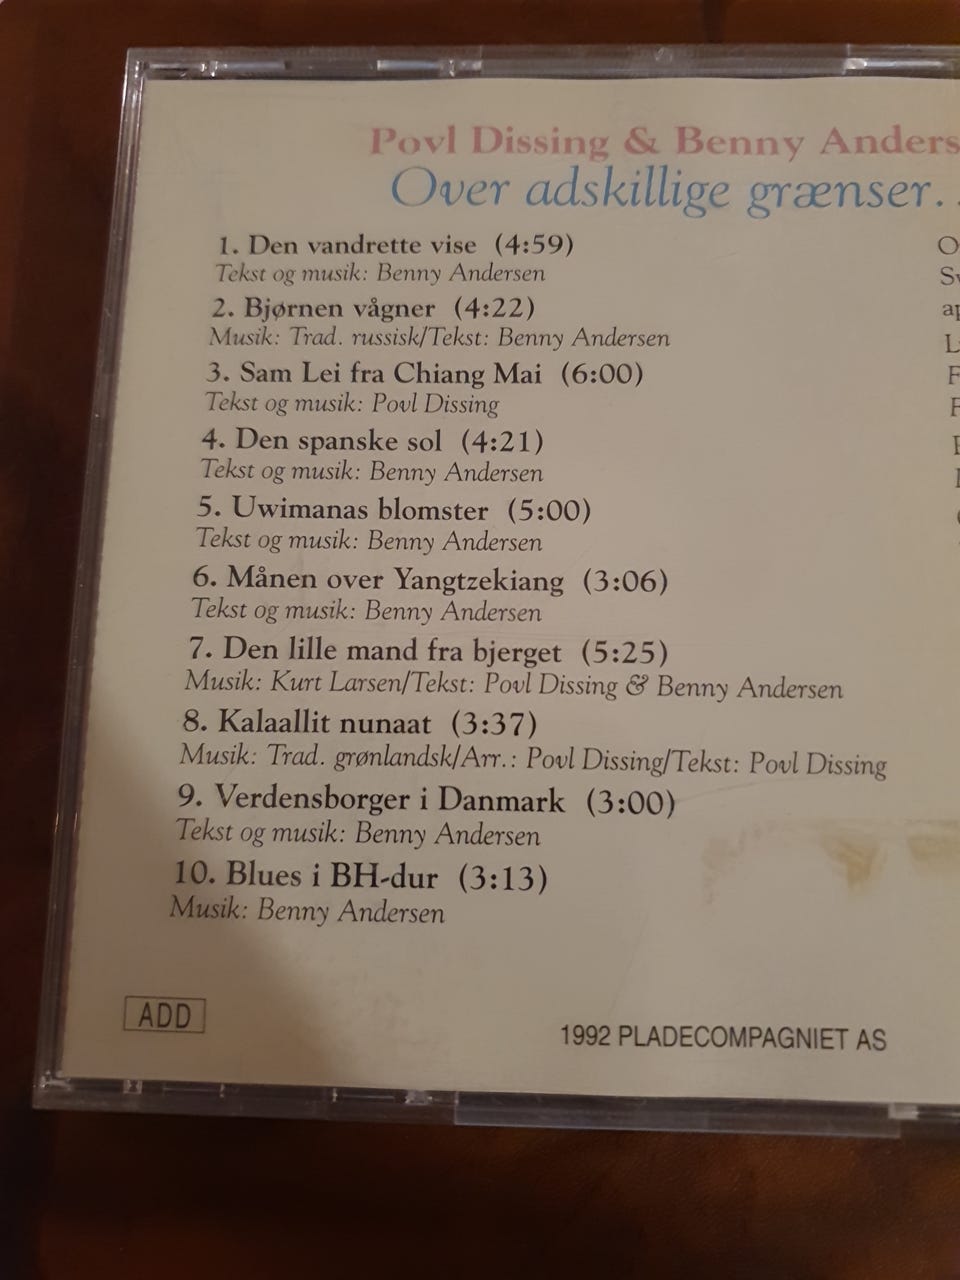 Povl Dissing & Benny Anders
Over adskillige grænser. .
1. Den vandrette vise (4:59)
Tekst og musik: Benny Andersen
2. Bjørnen vågner (4:22)
Musik: Trad. russisk/Tekst: Benny Andersen
3. Sam Lei fra Chiang Mai (6:00)
Tekst og musik: Povl Dissing
4. Den spanske sol (4:21)
Tekst og musik: Benny Andersen
5. Uwimanas blomster (5:00)
Tekst og musik: Benny Andersen
6. Månen over Yangtzekiang (3:06)
Tekst og musik: Benny Andersen
7. Den lille mand fra bjerget (5:25)
Musik: Kurt Larsen/Tekst: Povl Dissing & Benny Andersen
8. Kalaallit nunaat (3:37)
Musik: Trad. grønlandsk/Arr.: Povl Dissing/Tekst: Povl Dissing
9. Verdensborger i Danmark (3:00)
Tekst og musik: Benny Andersen
10. Blues i BH-dur (3:13)
Musik: Benny Andersen
ADD
1992 PLADECOMPAGNIET AS